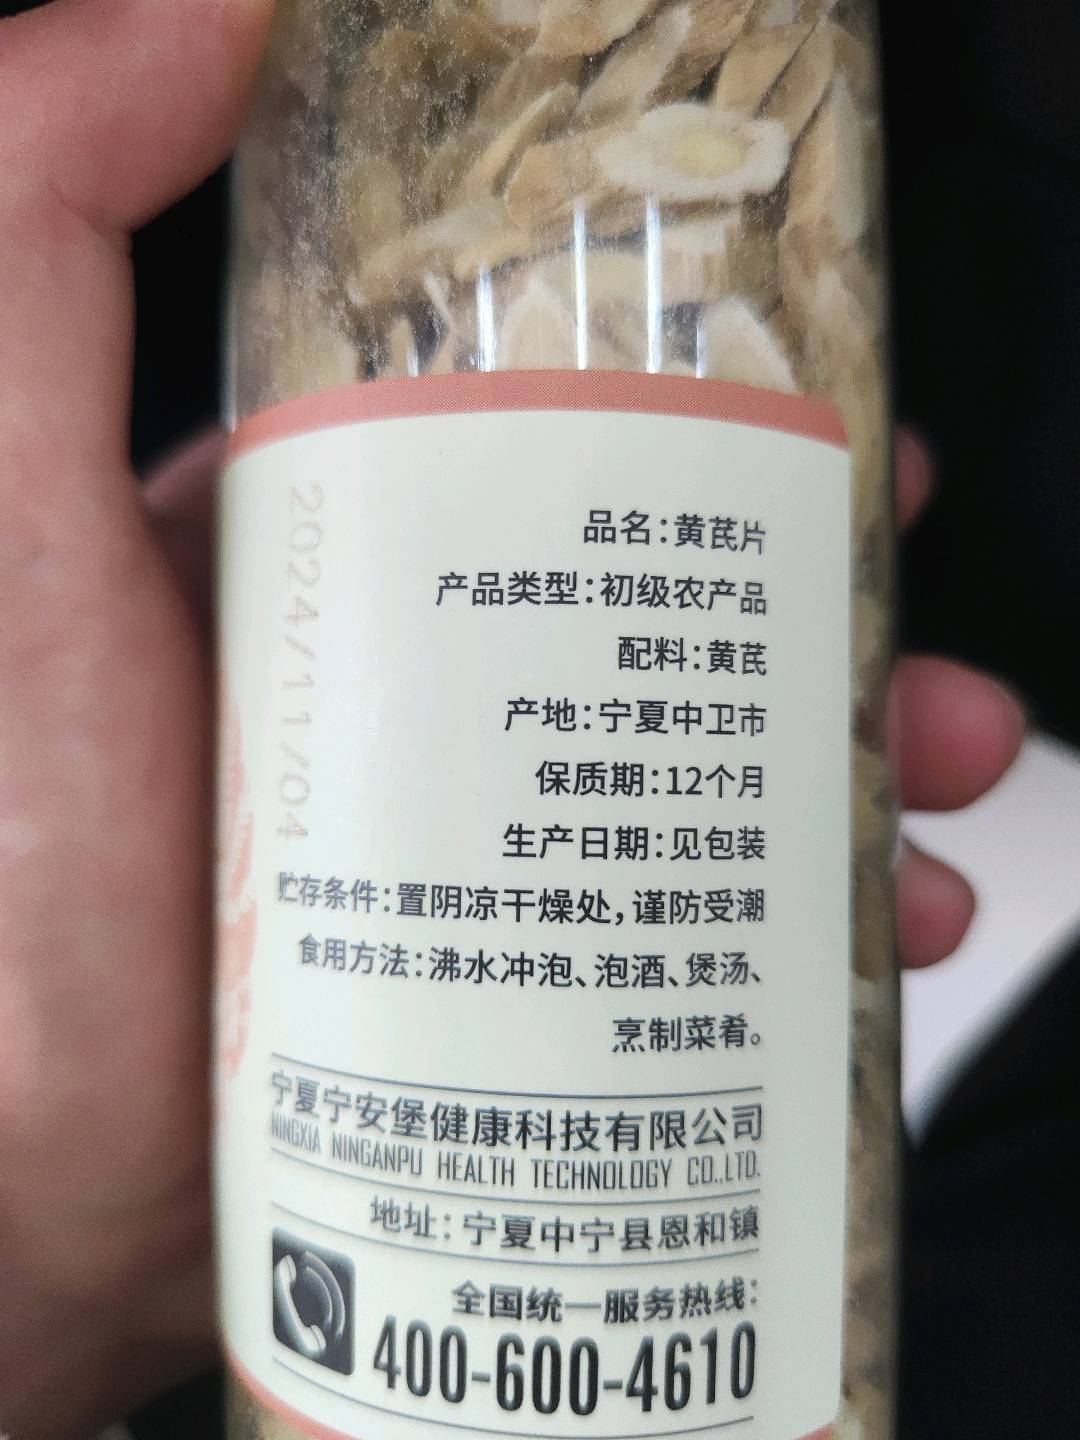 2024/11/04
品名:黄芪片
产品类型:初级农产品
配料:黄芪
产地:宁夏中卫市
保质期:12个月
生产日期:见包装
贮存条件:置阴凉干燥处,谨防受潮
食用方法:沸水冲泡、泡酒、煲汤、
烹制菜肴。
宁夏宁安堡健康科技有限公司
NINGXIA NINGANPU HEALTH TECHNOLOGY CO.,LTD.
地址:宁夏中宁县恩和镇
全国统一服务热线:
400-600-4610